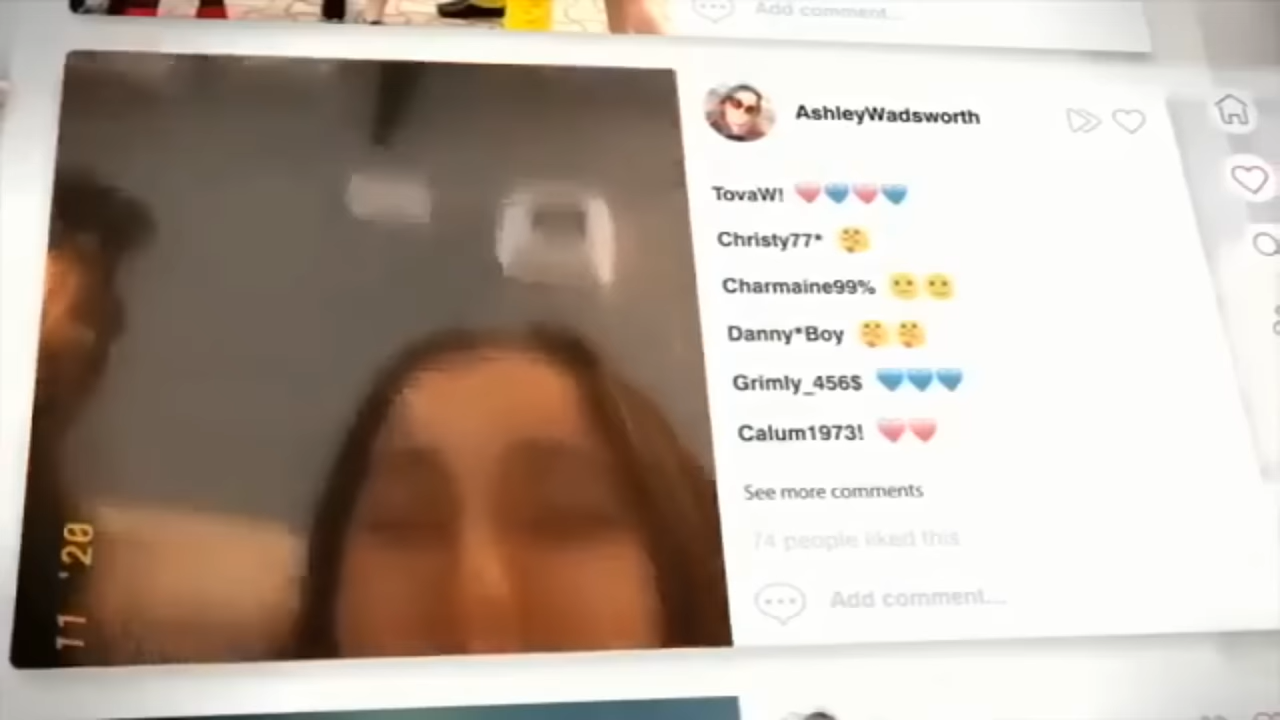 Add comment...
AshleyWadsworth
TovaW!
Christy77*
Charmaine99%
Danny*Boy
Grimly_456$
Calum1973!
See more comments
74 people liked this
Add comment...
11 '20